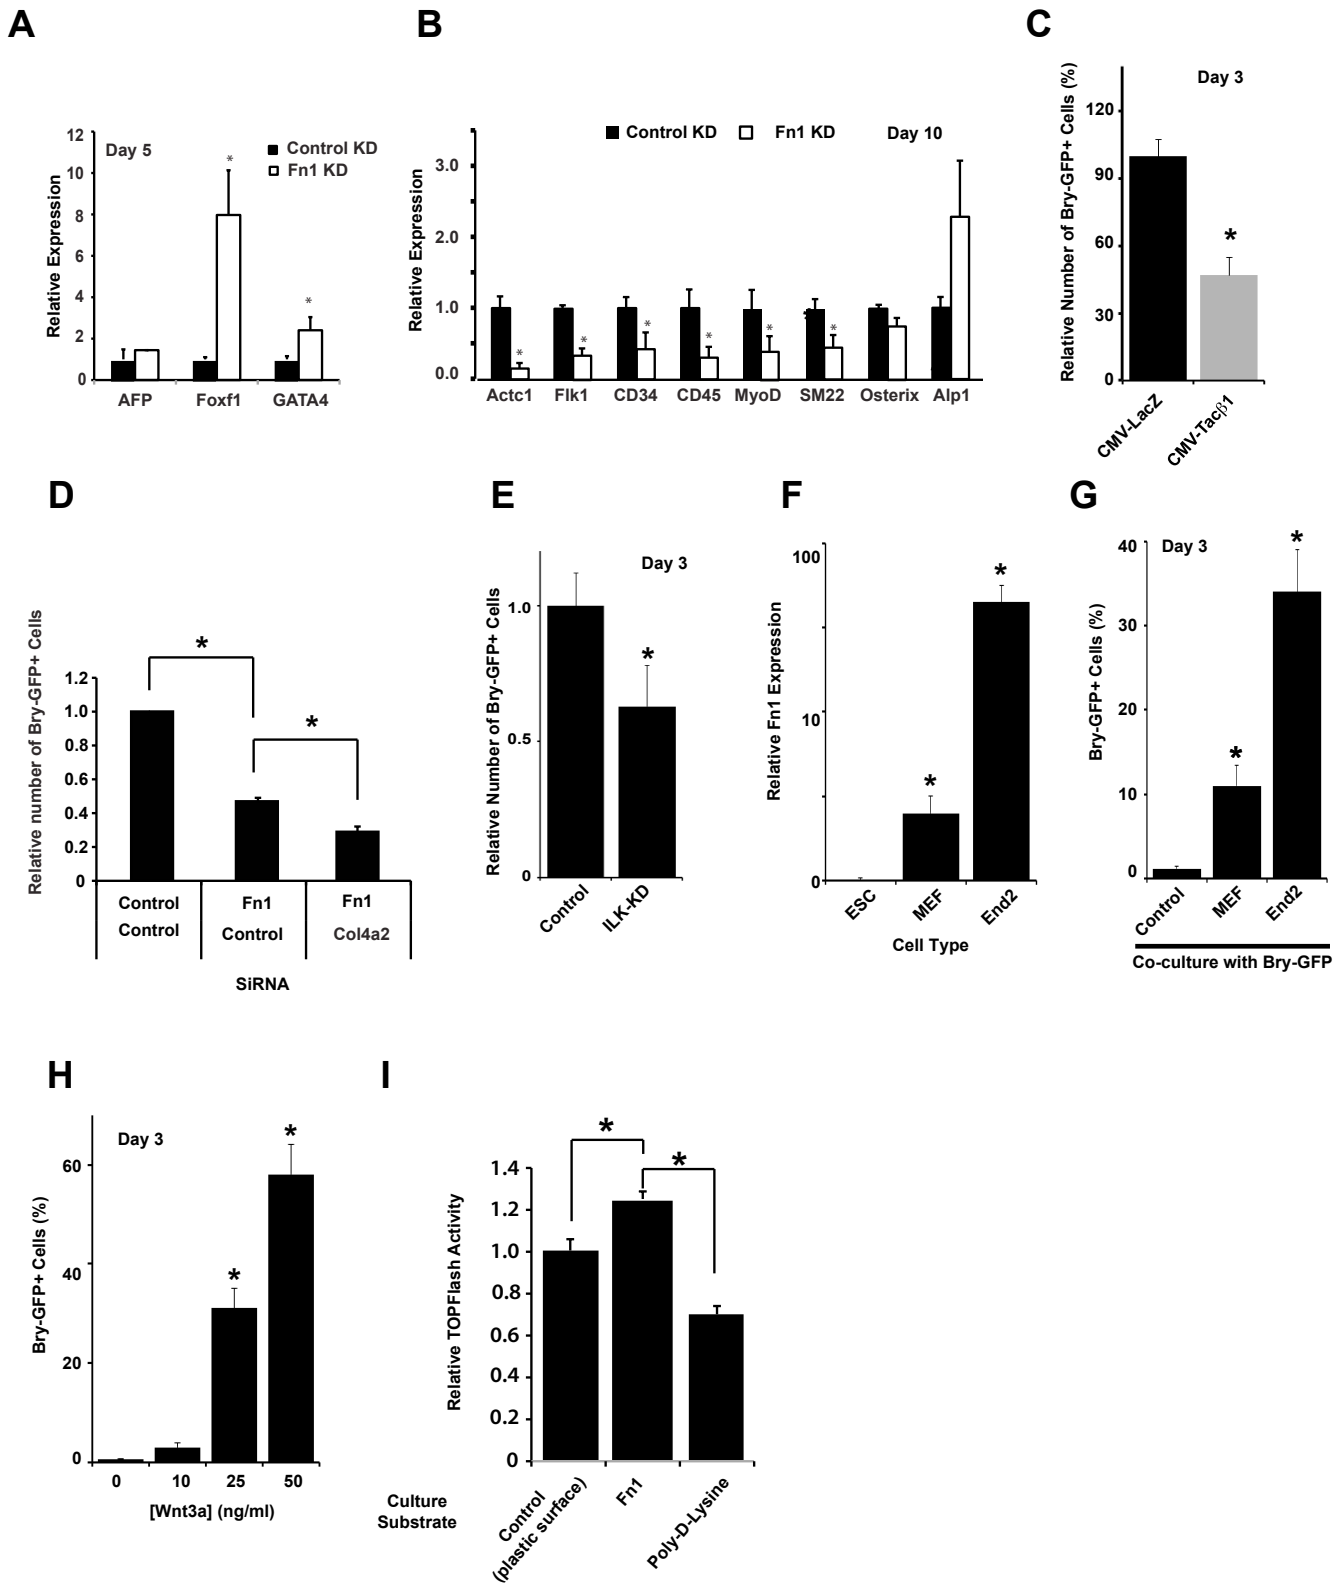 A
Day 5
Control KD
Fn1 KD
Relative Expression
12
10
8
6
4
2
0
*
*
AFP Foxf1 GATA4
B
Control KD Fn1 KD Day 10
Relative Expression
3.0
2.0
1.0
0.0
* * * * * *
*
Actc1 Flk1 CD34 CD45 MyoD SM22 Osterix Alp1
C
Day 3
Relative Number of Bry-GFP+ Cells (%)
120
90
60
30
0
*
CMV-LacZ
CMV-Tacβ1
D
Relative number of Bry-GFP+ Cells
1.2
1.0
0.8
0.6
0.4
0.2
0
*
*
Control Fn1 Fn1
Control Control Col4a2
SiRNA
E
Day 3
Relative Number of Bry-GFP+ Cells
1.0
0.5
0
*
Control
ILK-KD
F
Relative Fn1 Expression
100
10
0
*
*
ESC
MEF
End2
Cell Type
G
Day 3
Bry-GFP+ Cells (%)
40
30
20
10
0
*
*
Control
MEF
End2
Co-culture with Bry-GFP
H
Day 3
Bry-GFP+ Cells (%)
60
40
20
0
*
*
0 10 25 50
[Wnt3a] (ng/ml)
I
Relative TOPFlash Activity
1.4
1.2
1.0
0.8
0.6
0.4
0.2
0
*
*
Culture
Substrate
Control
(plastic surface)
Fn1
Poly-D-Lysine